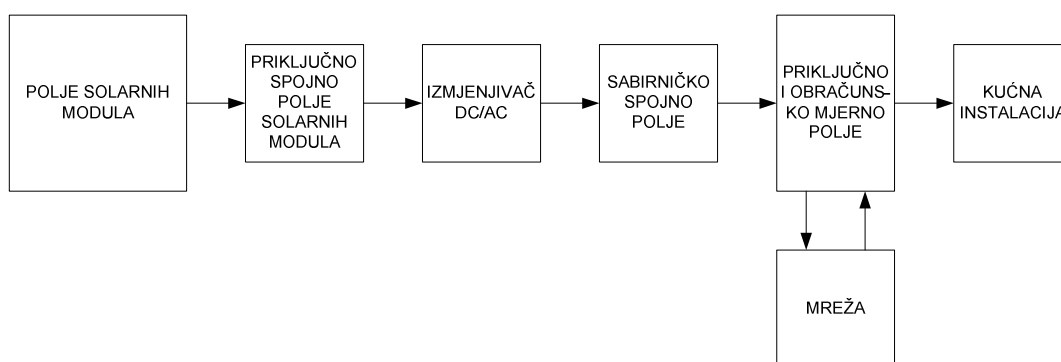 POLJE SOLARNIH
MODULA
PRIKLJUČNO
SPOJNO
POLJE
SOLARNIH
MODULA
IZMJENJIVAČ
DC/AC
SABIRNIČKO
SPOJNO
POLJE
PRIKLJUČNO
I OBRAČUNS-
KO MJERNO
POLJE
KUĆNA
INSTALACIJA
MREŽA